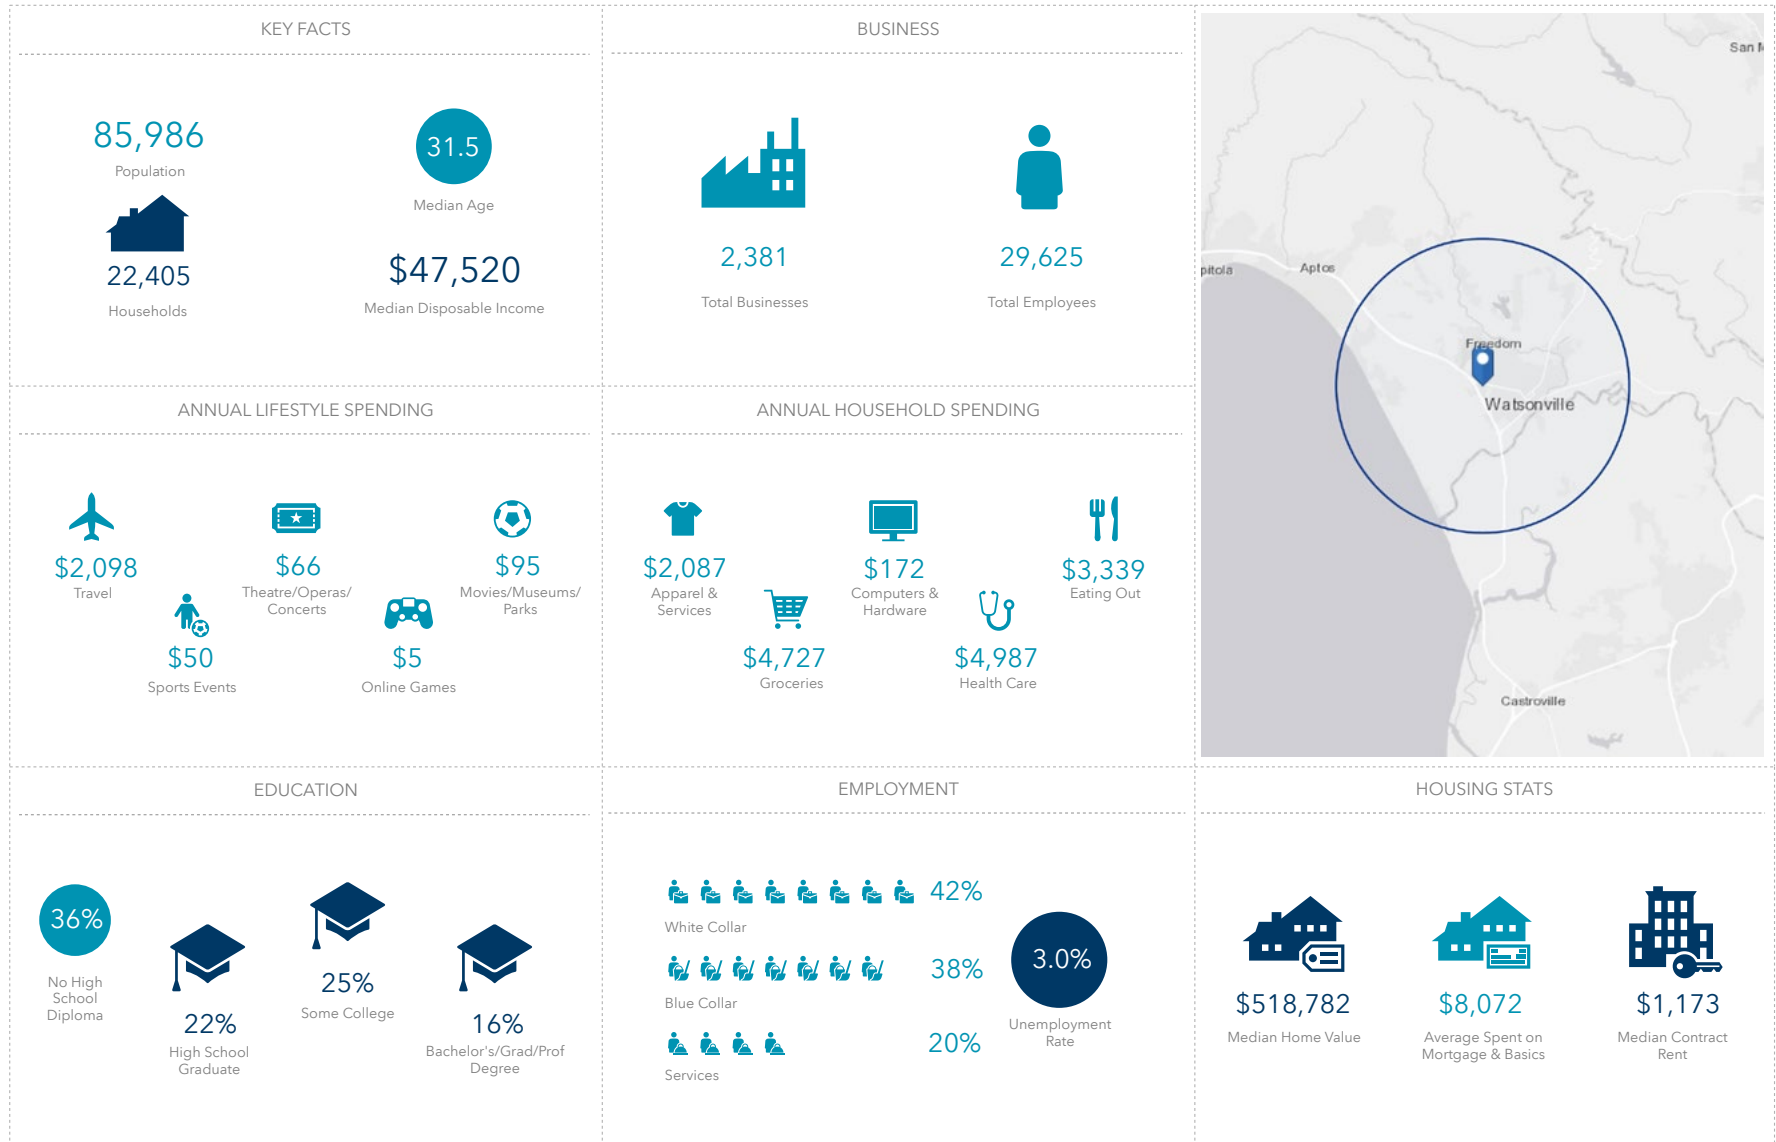 KEY FACTS
85,986
Population
22,405
Households
31.5
Median Age
$47,520
Median Disposable Income
BUSINESS
2,381
Total Businesses
29,625
Total Employees
San
pitola
Aptos
Freedom
Watsonville
Castroville
ANNUAL LIFESTYLE SPENDING
$2,098
Travel
$50
Sports Events
$66
Theatre/Operas/
Concerts
$5
Online Games
$95
Movies/Museums/
Parks
ANNUAL HOUSEHOLD SPENDING
$2,087
Apparel &
Services
$4,727
Groceries
$172
Computers &
Hardware
$4,987
Health Care
$3,339
Eating Out
EDUCATION
36%
No High
School
Diploma
22%
High School
Graduate
25%
Some College
16%
Bachelor's/Grad/Prof
Degree
EMPLOYMENT
42%
White Collar
38%
Blue Collar
20%
Services
3.0%
Unemployment
Rate
HOUSING STATS
$518,782
Median Home Value
$8,072
Average Spent on
Mortgage & Basics
$1,173
Median Contract
Rent